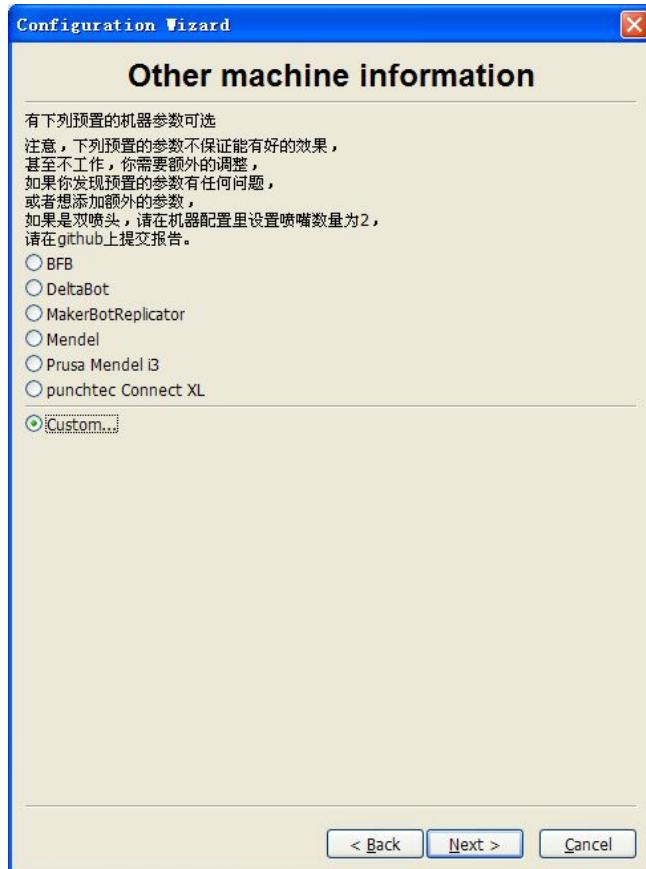 Configuration Wizard
Other machine information
有下列预置的机器参数可选
注意，下列预置的参数不保证能有好的效果，
甚至不工作，你需要额外的调整，
如果你发现预置的参数有任何问题，
或者想添加额外的参数，
如果是双喷头，请在机器配置里设置喷嘴数量为2，
请在github上提交报告。
BFB
DeltaBot
MakerBotReplicator
Mendel
Prusa Mendel i3
punchtec Connect XL
Custom...
< Back Next > Cancel